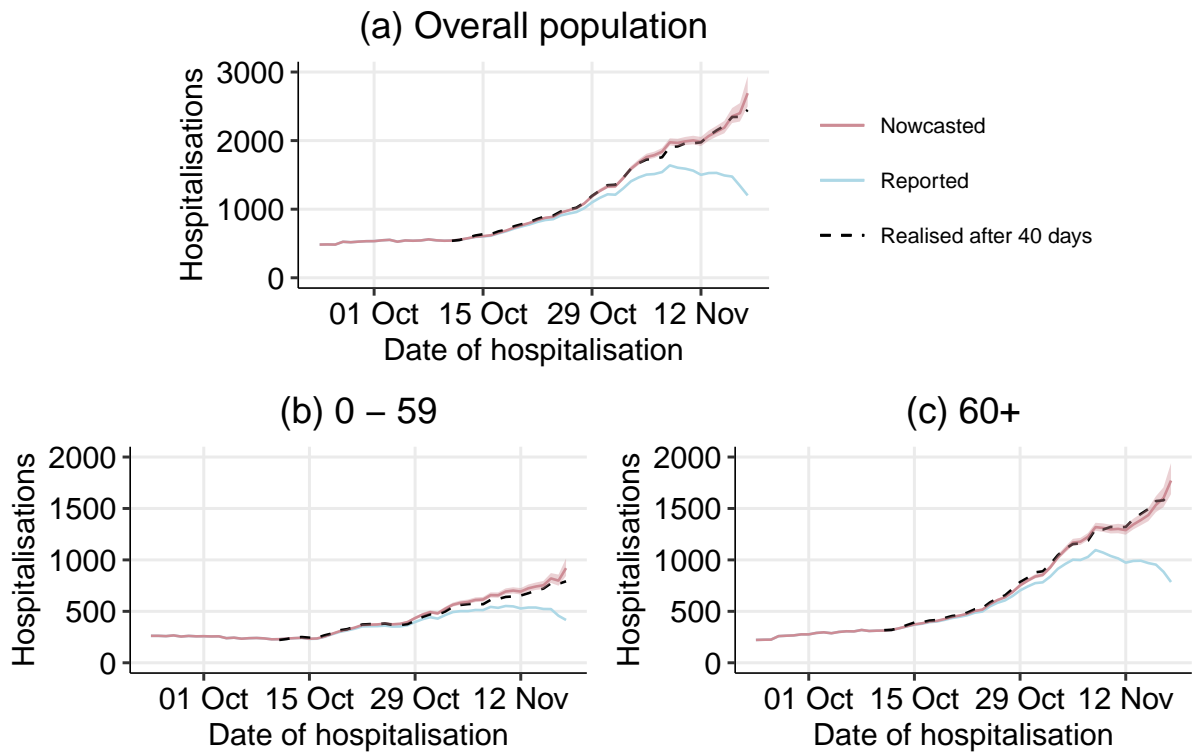 (a) Overall population
Hospitalisations
3000
2000
1000
0
01 Oct 15 Oct 29 Oct 12 Nov
Date of hospitalisation
Nowcasted
Reported
Realised after 40 days
(b) 0 – 59
Hospitalisations
2000
1500
1000
500
0
01 Oct 15 Oct 29 Oct 12 Nov
Date of hospitalisation
(c) 60+
Hospitalisations
2000
1500
1000
500
0
01 Oct 15 Oct 29 Oct 12 Nov
Date of hospitalisation